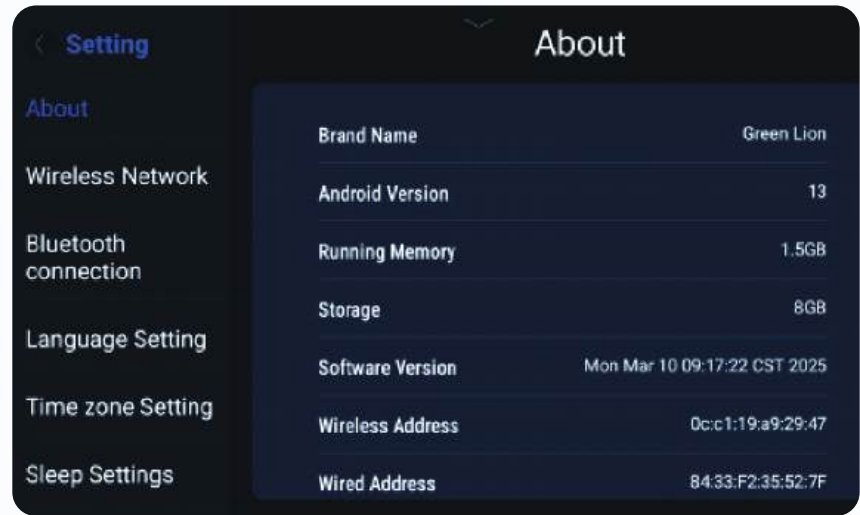 Setting
About
Wireless Network
Bluetooth
connection
Language Setting
Time zone Setting
Sleep Settings
About
Brand Name Green Lion
Android Version 13
Running Memory 1.5GB
Storage 8GB
Software Version Mon Mar 10 09:17:22 CST 2025
Wireless Address 0c:c1:19:a9:29:47
Wired Address 84:33:F2:35:52:7F